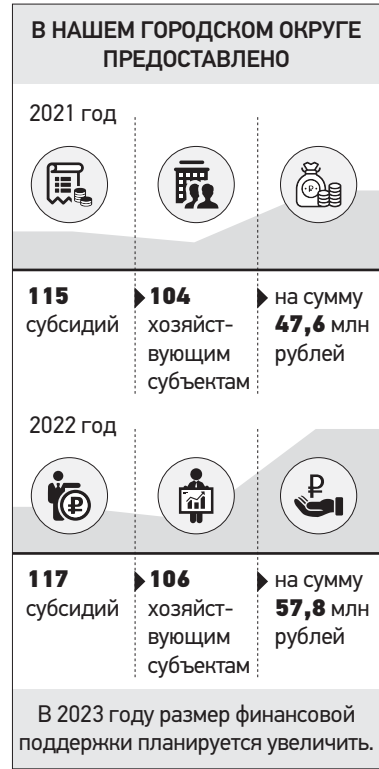 В НАШЕМ ГОРОДСКОМ ОКРУГЕ
ПРЕДОСТАВЛЕНО
2021 год
115
субсидий
104
хозяйст-
вующим
субъектам
на сумму
47,6 млн
рублей
2022 год
117
субсидий
106
хозяйст-
вующим
субъектам
на сумму
57,8 млн
рублей
В 2023 году размер финансовой
поддержки планируется увеличить.